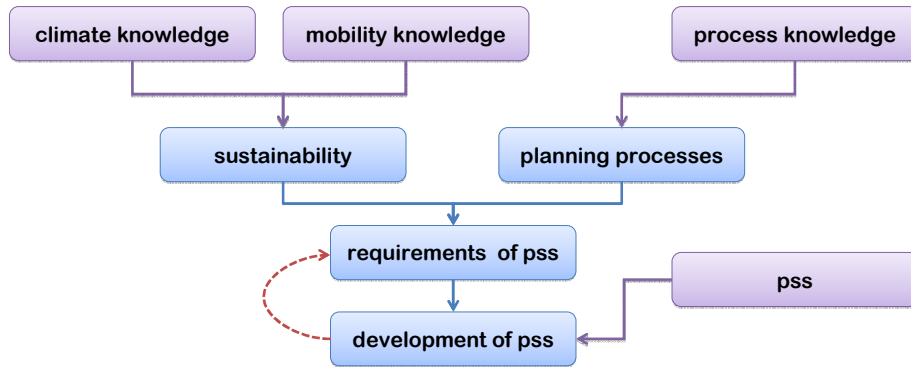 climate knowledge
mobility knowledge
process knowledge
sustainability
planning processes
requirements of pss
pss
development of pss